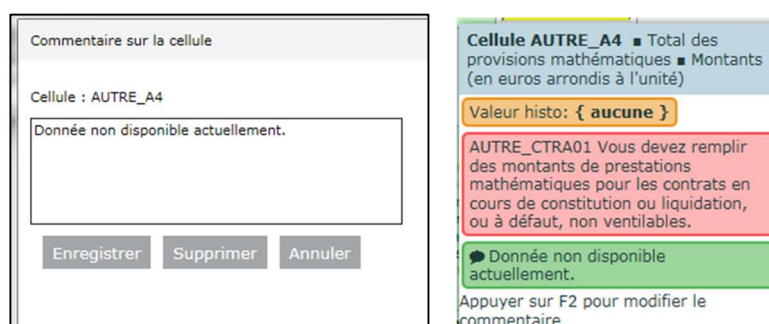 Commentaire sur la cellule
Cellule : AUTRE_A4
Donnée non disponible actuellement.
Enregistrer Supprimer Annuler
Cellule AUTRE_A4 ▪ Total des
provisions mathématiques ▪ Montants
(en euros arrondis à l'unité)
Valeur histo: { aucune }
AUTRE_CTRA01 Vous devez remplir
des montants de prestations
mathématiques pour les contrats en
cours de constitution ou liquidation,
ou à défaut, non ventilables.
Donnée non disponible
actuellement.
Appuyer sur F2 pour modifier le
commentaire